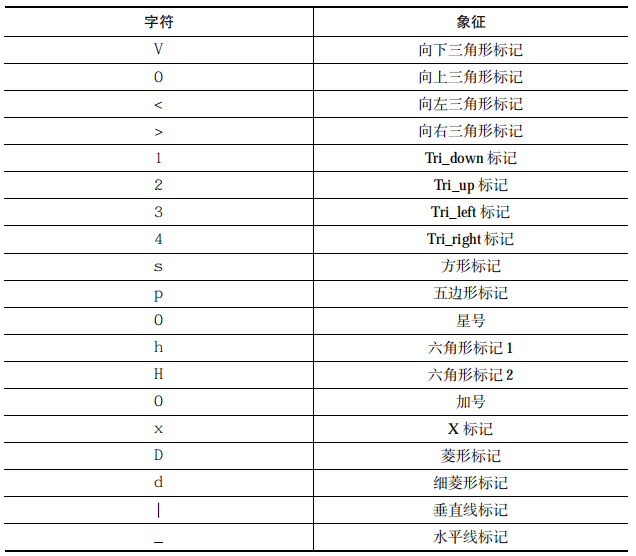 字符 象征
V 向下三角形标记
O 向上三角形标记
< 向左三角形标记
> 向右三角形标记
1 Tri_down 标记
2 Tri_up 标记
3 Tri_left 标记
4 Tri_right 标记
s 方形标记
p 五边形标记
O 星号
h 六角形标记 1
H 六角形标记 2
O 加号
x X 标记
D 菱形标记
d 细菱形标记
| 垂直线标记
_ 水平线标记